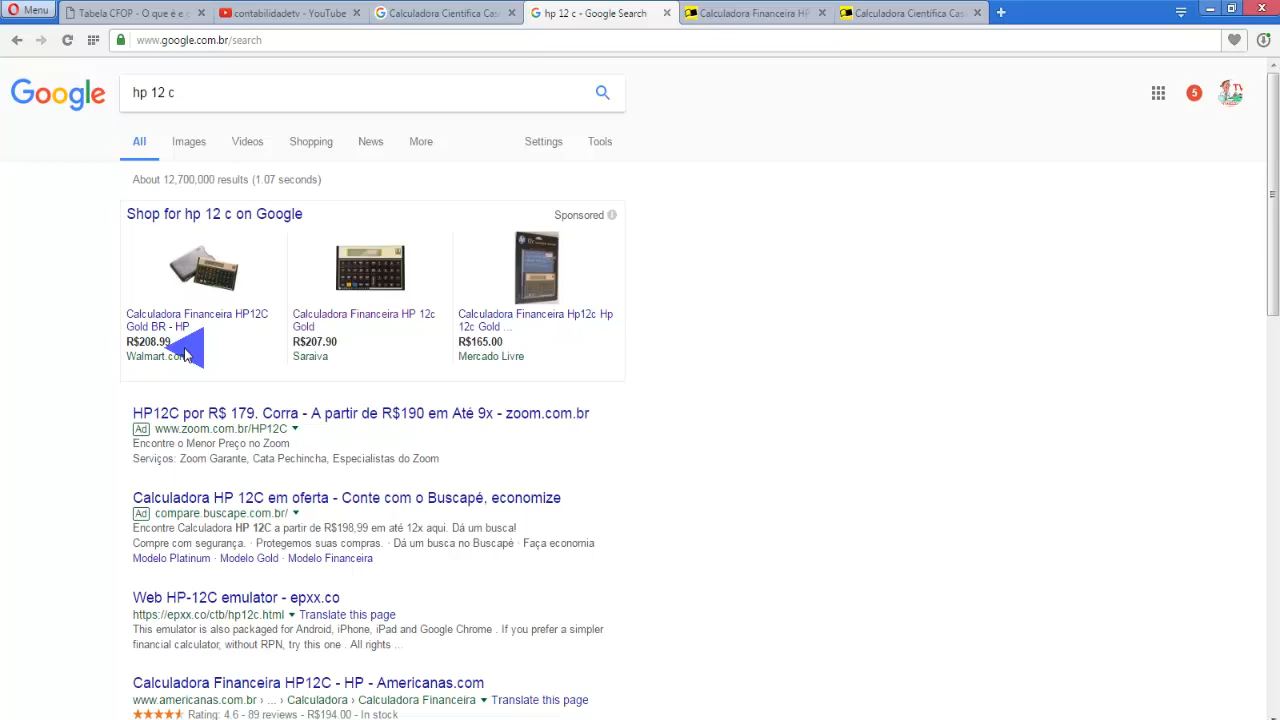 Menu
Tabela CFOP - O que é e c
contabilidadetv - YouTube
Calculadora Científica Cas
hp 12 c - Google Search
Calculadora Financeira HP
Calculadora Científica Cas
www.google.com.br/search
Google
hp 12 c
5
All Images Videos Shopping News More Settings Tools
About 12,700,000 results (1.07 seconds)
Shop for hp 12 c on Google
Sponsored
Calculadora Financeira HP12C
Gold BR - HP
R$208.99
Walmart.co
Calculadora Financeira HP 12c
Gold
R$207.90
Saraiva
Calculadora Financeira Hp12c Hp
12c Gold ...
R$165.00
Mercado Livre
HP12C por R$ 179. Corra - A partir de R$190 em Até 9x - zoom.com.br
Ad www.zoom.com.br/HP12C
Encontre o Menor Preço no Zoom
Serviços: Zoom Garante, Cata Pechincha, Especialistas do Zoom
Calculadora HP 12C em oferta - Conte com o Buscapé, economize
Ad compare.buscape.com.br/
Encontre Calculadora HP 12C a partir de R$198,99 em até 12x aqui. Dá um busca!
Compre com segurança. · Protegemos suas compras. · Dá um busca no Buscapé · Faça economia
Modelo Platinum · Modelo Gold · Modelo Financeira
Web HP-12C emulator - epxx.co
https://epxx.co/ctb/hp12c.html Translate this page
This emulator is also packaged for Android, iPhone, iPad and Google Chrome . If you prefer a simpler
financial calculator, without RPN, try this one . All rights ...
Calculadora Financeira HP12C - HP - Americanas.com
www.americanas.com.br › ... › Calculadora › Calculadora Financeira Translate this page
Rating: 4.6 - 89 reviews - R$194.00 - In stock